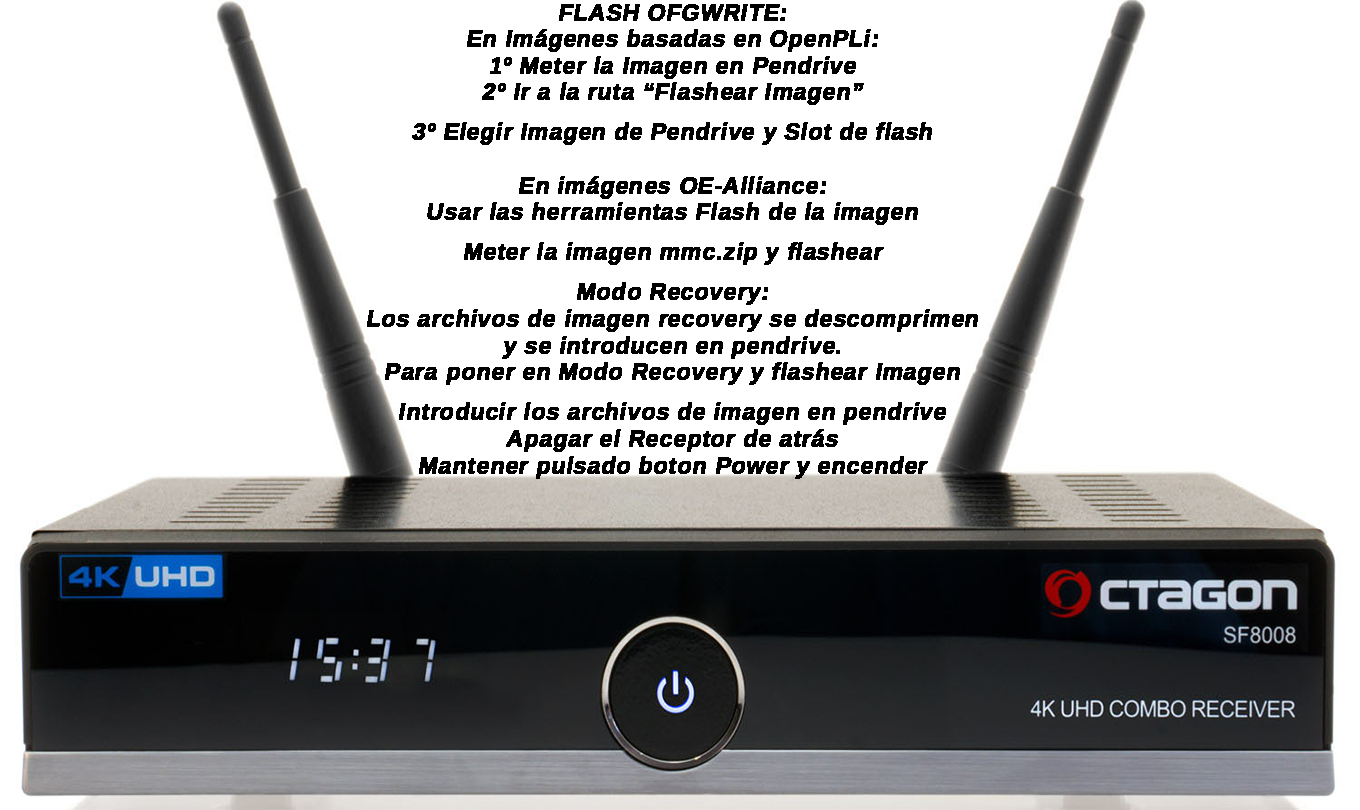 FLASH OFGWRITE:
En Imágenes basadas en OpenPLi:
1º Meter la Imagen en Pendrive
2º Ir a la ruta “Flashear Imagen”
3º Elegir Imagen de Pendrive y Slot de flash
En imágenes OE-Alliance:
Usar las herramientas Flash de la imagen
Meter la imagen mmc.zip y flashear
Modo Recovery:
Los archivos de imagen recovery se descomprimen
y se introducen en pendrive.
Para poner en Modo Recovery y flashear Imagen
Introducir los archivos de imagen en pendrive
Apagar el Receptor de atrás
Mantener pulsado boton Power y encender
4K UHD
OCTAGON
SF8008
15:37
4K UHD COMBO RECEIVER